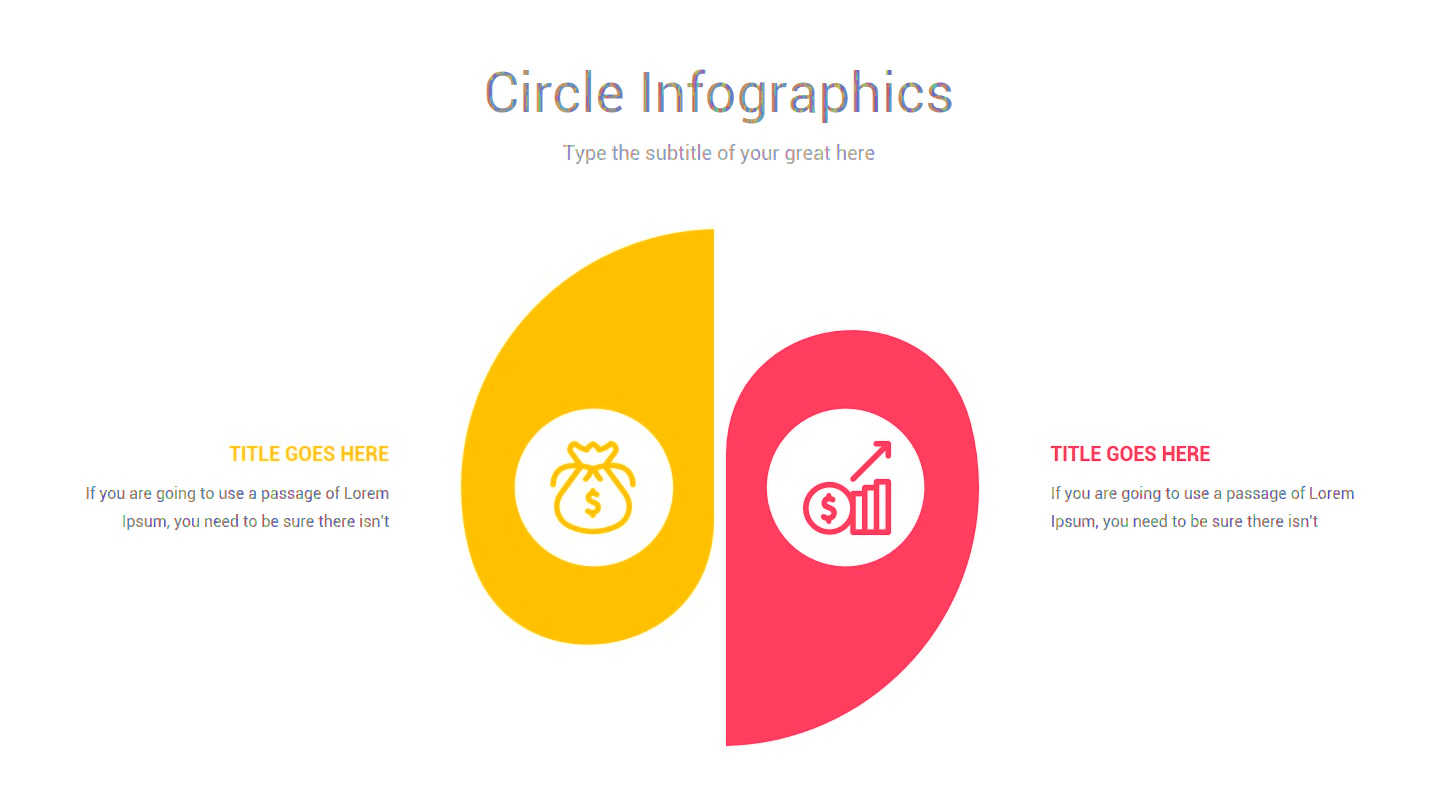 Circle Infographics
Type the subtitle of your great here
TITLE GOES HERE
If you are going to use a passage of Lorem
Ipsum, you need to be sure there isn't
$
$
TITLE GOES HERE
If you are going to use a passage of Lorem
Ipsum, you need to be sure there isn't